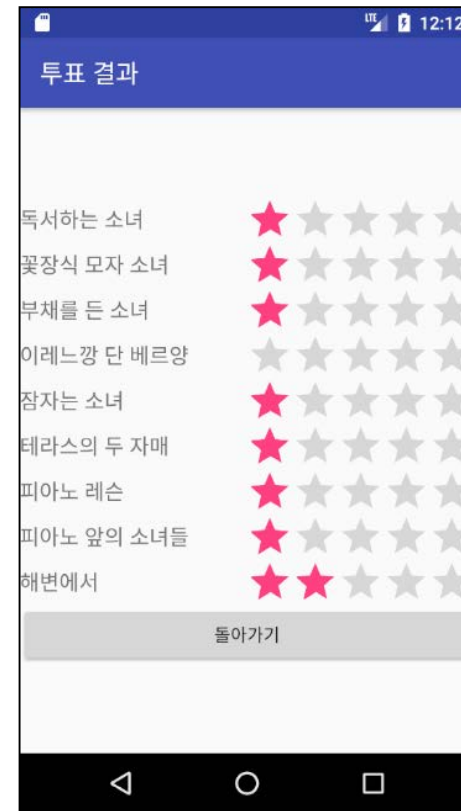 LTE 12:12
투표 결과
독서하는 소녀
꽃장식 모자 소녀
부채를 든 소녀
이레느깡 단 베르양
잠자는 소녀
테라스의 두 자매
피아노 레슨
피아노 앞의 소녀들
해변에서
돌아가기